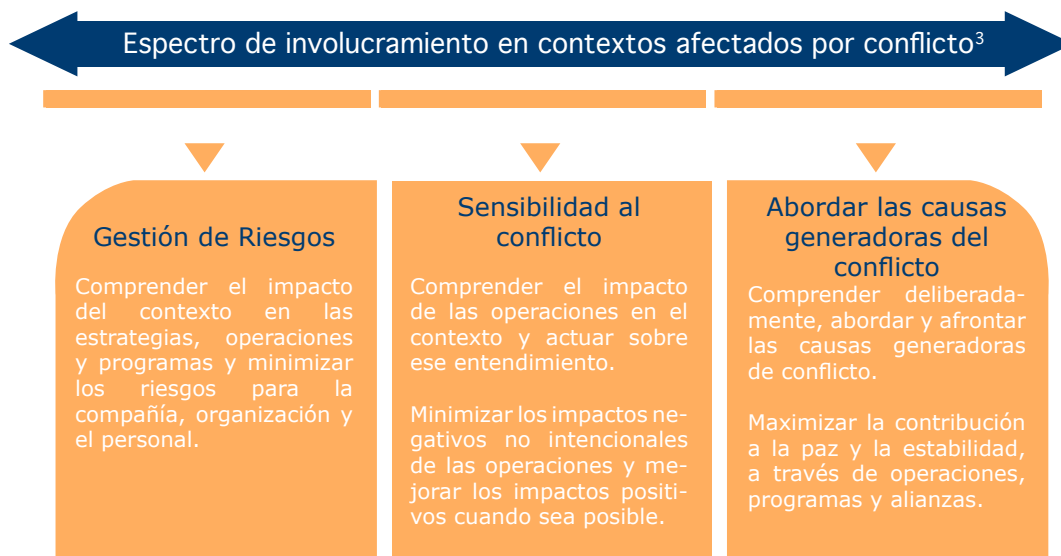 Espectro de involucramiento en contextos afectados por conflicto³
Gestión de Riesgos
Comprender el impacto
del contexto en las
estrategias, operaciones
y programas y minimizar
los riesgos para la
compañía, organización y
el personal.
Sensibilidad al
conflicto
Comprender el impacto
de las operaciones en el
contexto y actuar sobre
ese entendimiento.
Minimizar los impactos ne-
gativos no intencionales
de las operaciones y me-
jorar los impactos positi-
vos cuando sea posible.
Abordar las causas
generadoras del
conflicto
Comprender deliberada-
mente, abordar y afrontar
las causas generadoras
de conflicto.
Maximizar la contribución
a la paz y la estabilidad,
a través de operaciones,
programas y alianzas.